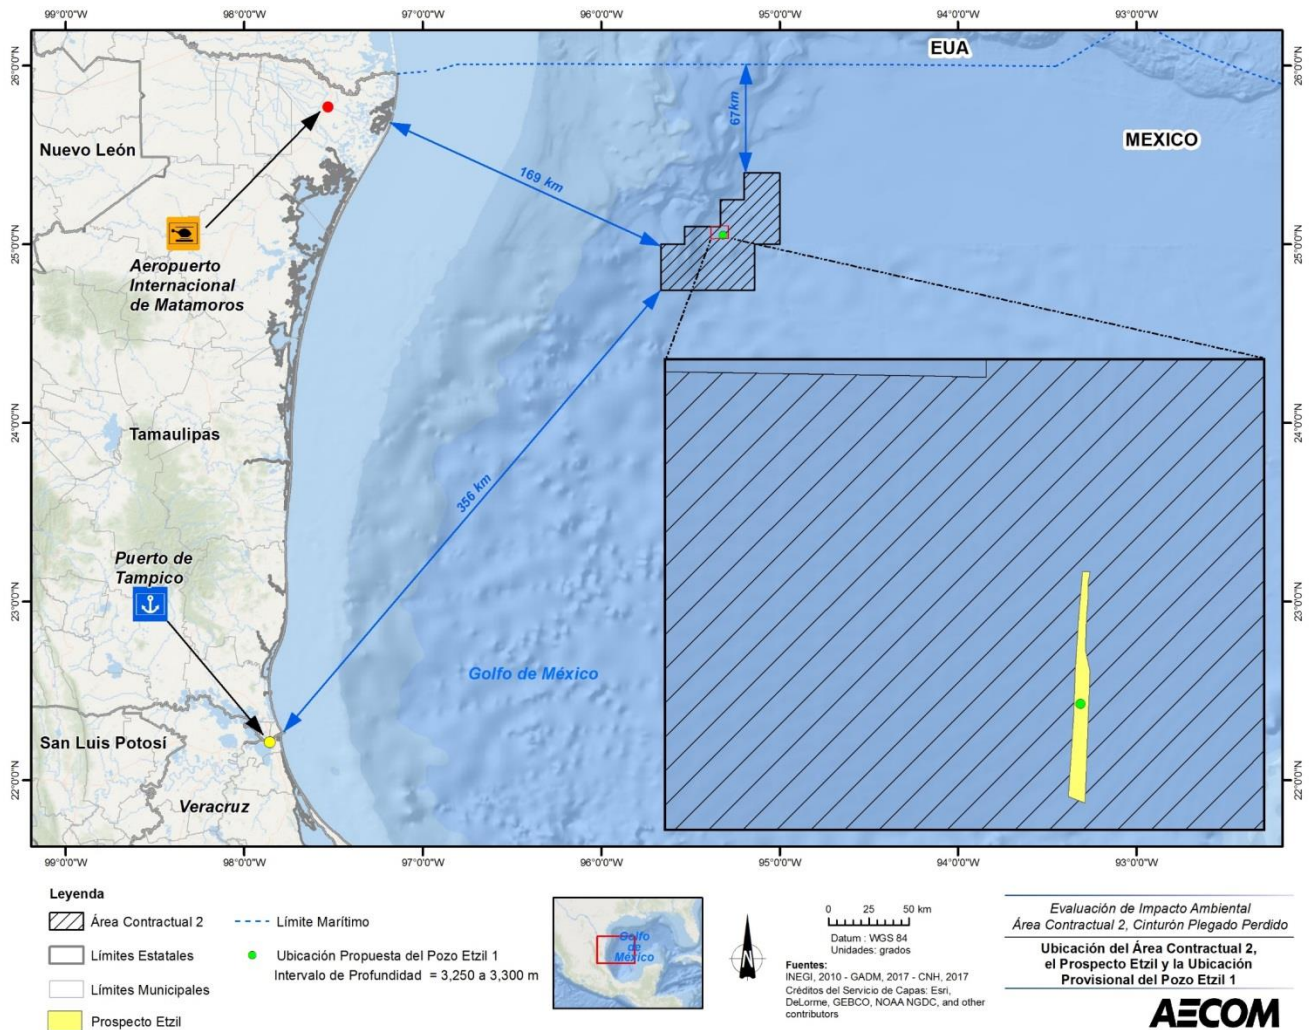 99°0'0"W
98°0'0"W
97°0'0"W
96°0'0"W
95°0'0"W
94°0'0"W
93°0'0"W
26°0'0"N
26°0'0"N
EUA
67km
Nuevo León
MEXICO
169 km
25°0'0"N
25°0'0"N
Aeropuerto
Internacional
de Matamoros
24°0'0"N
24°0'0"N
Tamaulipas
356 km
Puerto de
Tampico
23°0'0"N
23°0'0"N
Golfo de México
San Luis Potosí
22°0'0"N
22°0'0"N
Veracruz
99°0'0"W
98°0'0"W
97°0'0"W
96°0'0"W
95°0'0"W
94°0'0"W
93°0'0"W
Leyenda
Área Contractual 2
Límites Estatales
Límites Municipales
Prospecto Etzil
Límite Marítimo
Ubicación Propuesta del Pozo Etzil 1
Intervalo de Profundidad = 3,250 a 3,300 m
Golfo
de
México
N
0 25 50 km
Datum : WGS 84
Unidades: grados
Fuentes:
INEGI, 2010 - GADM, 2017 - CNH, 2017
Créditos del Servicio de Capas: Esri,
DeLorme, GEBCO, NOAA NGDC, and other
contributors
Evaluación de Impacto Ambiental
Área Contractual 2, Cinturón Plegado Perdido
Ubicación del Área Contractual 2,
el Prospecto Etzil y la Ubicación
Provisional del Pozo Etzil 1
AECOM